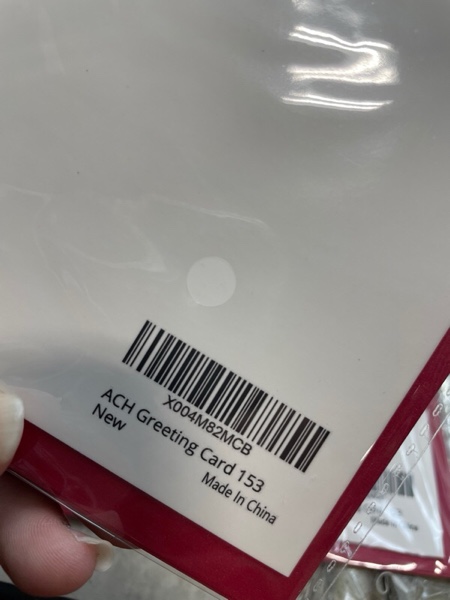 X004M82MCB
ACH Greeting Card 153
New
Made In China